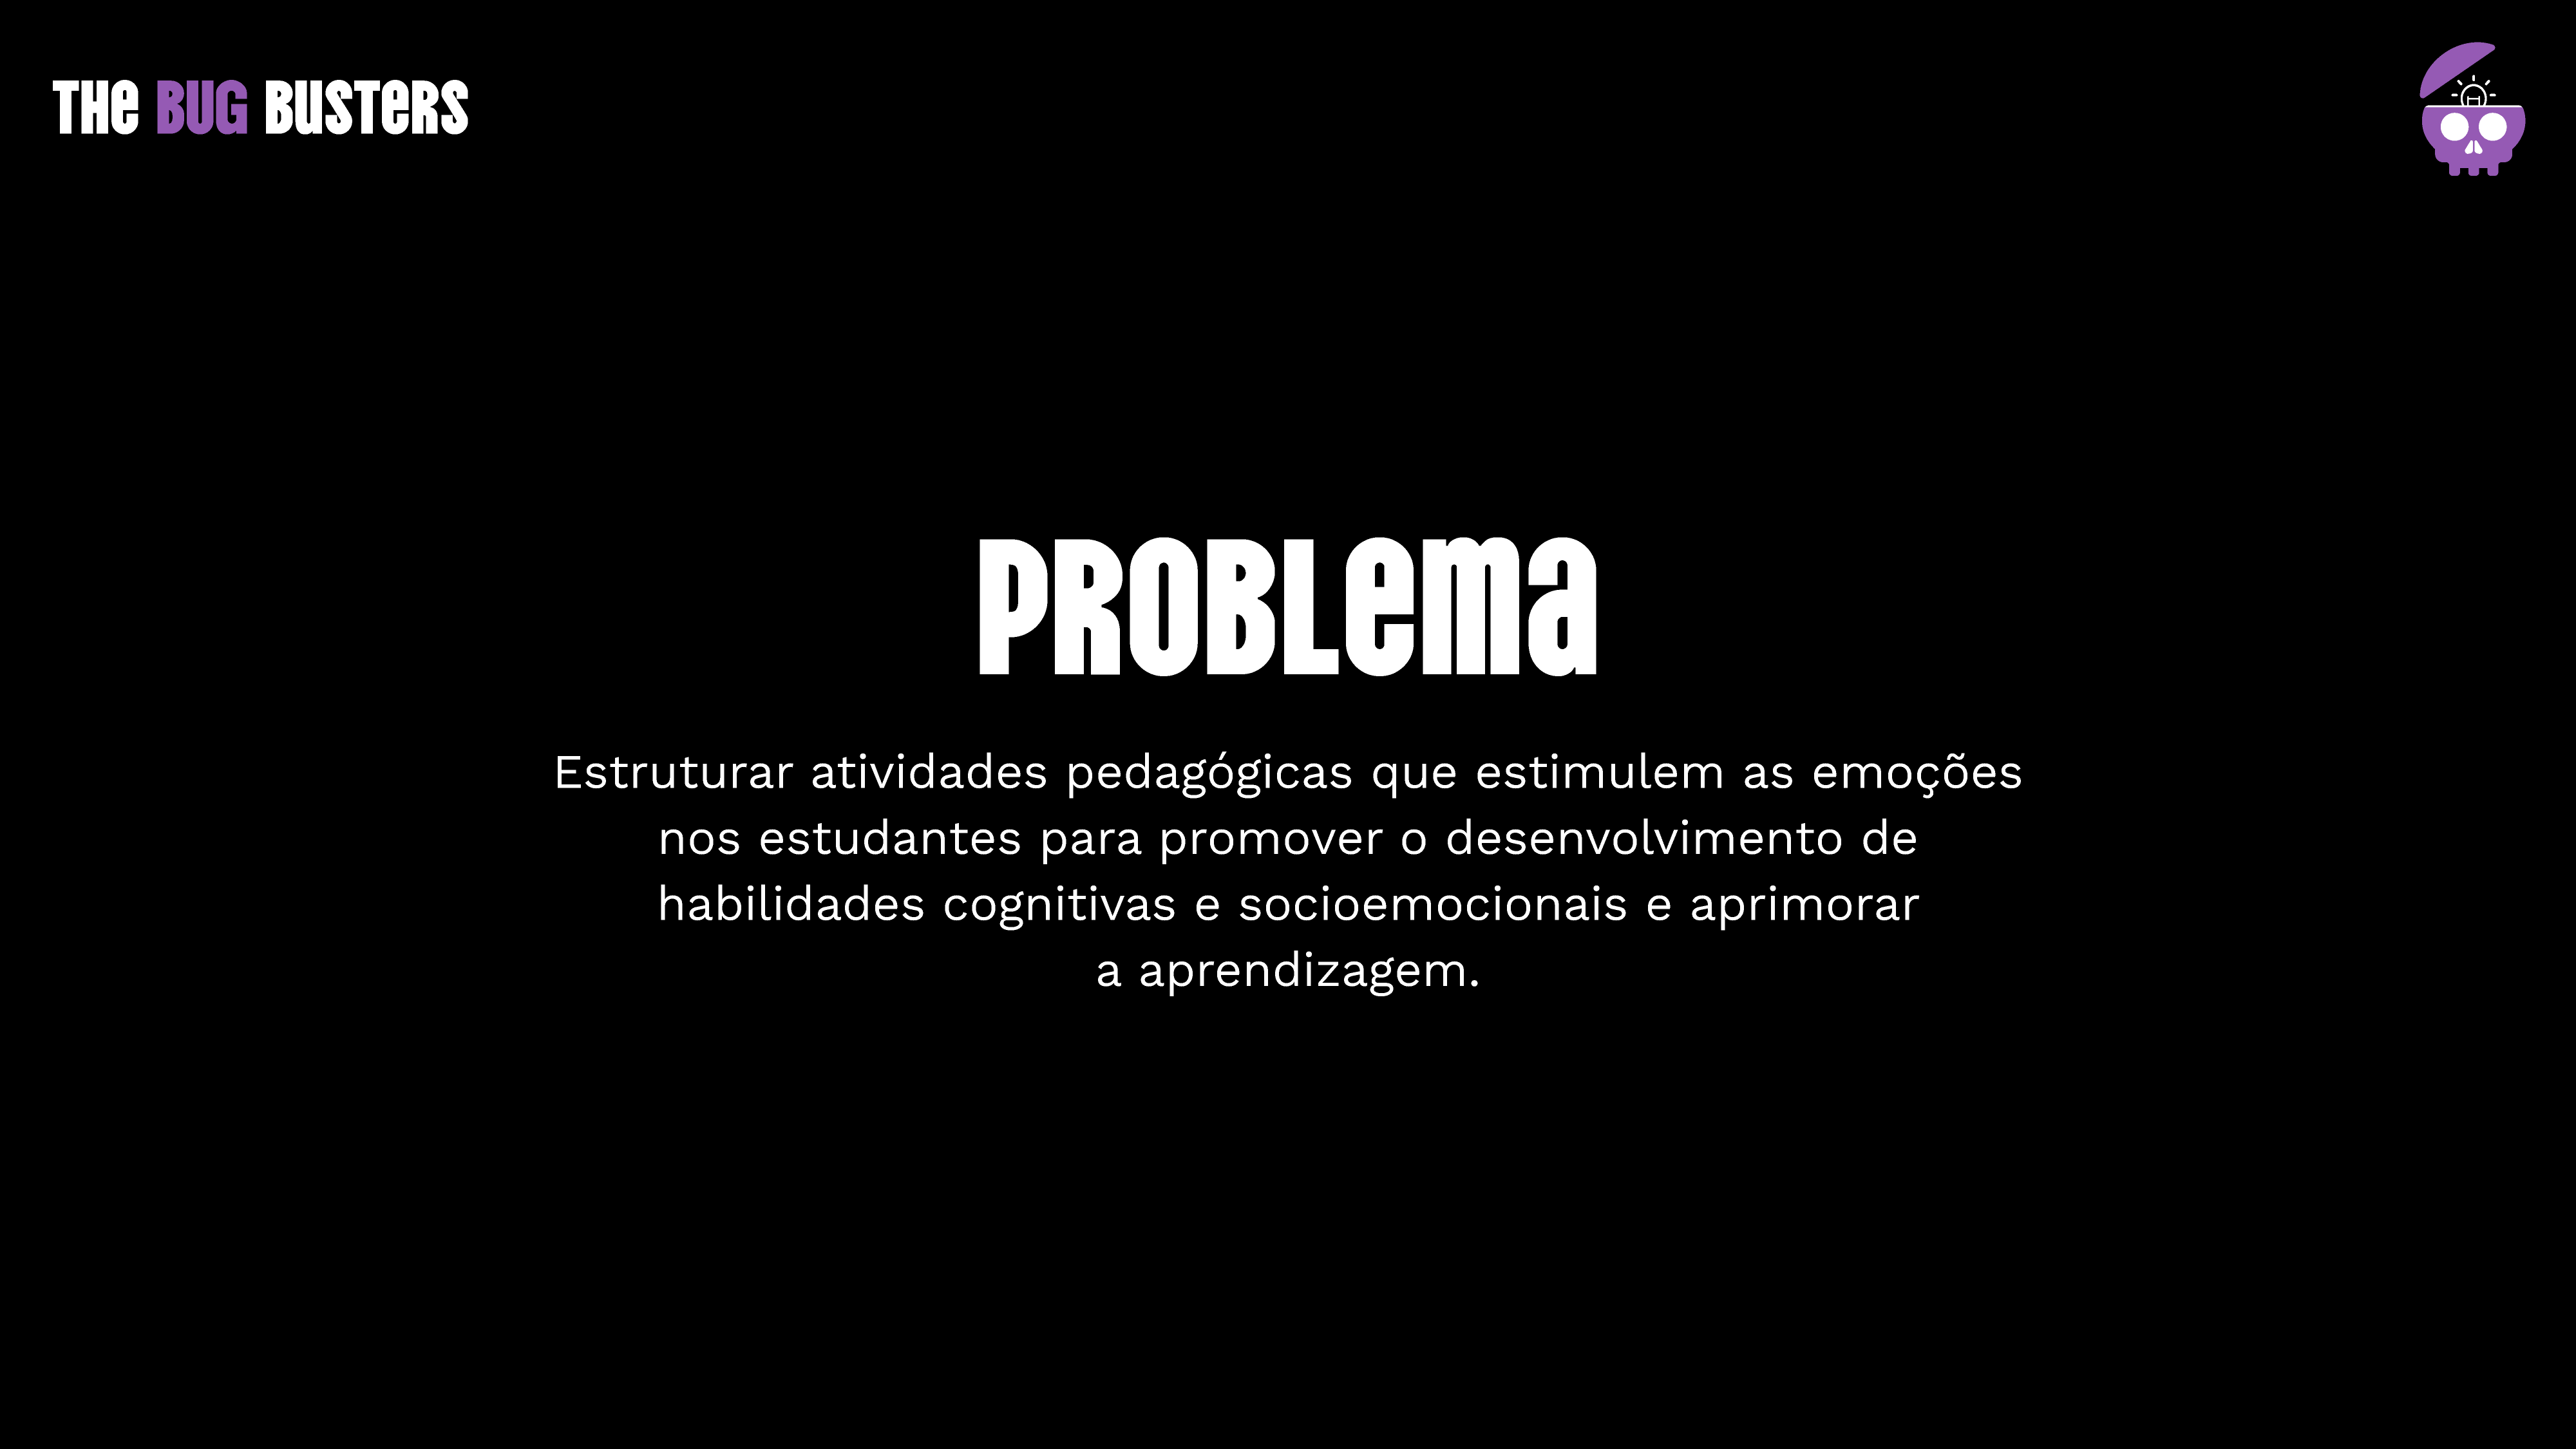 THE BUG BUSTERS
PROBLEMA
Estruturar atividades pedagógicas que estimulem as emoções
nos estudantes para promover o desenvolvimento de
habilidades cognitivas e socioemocionais e aprimorar
a aprendizagem.